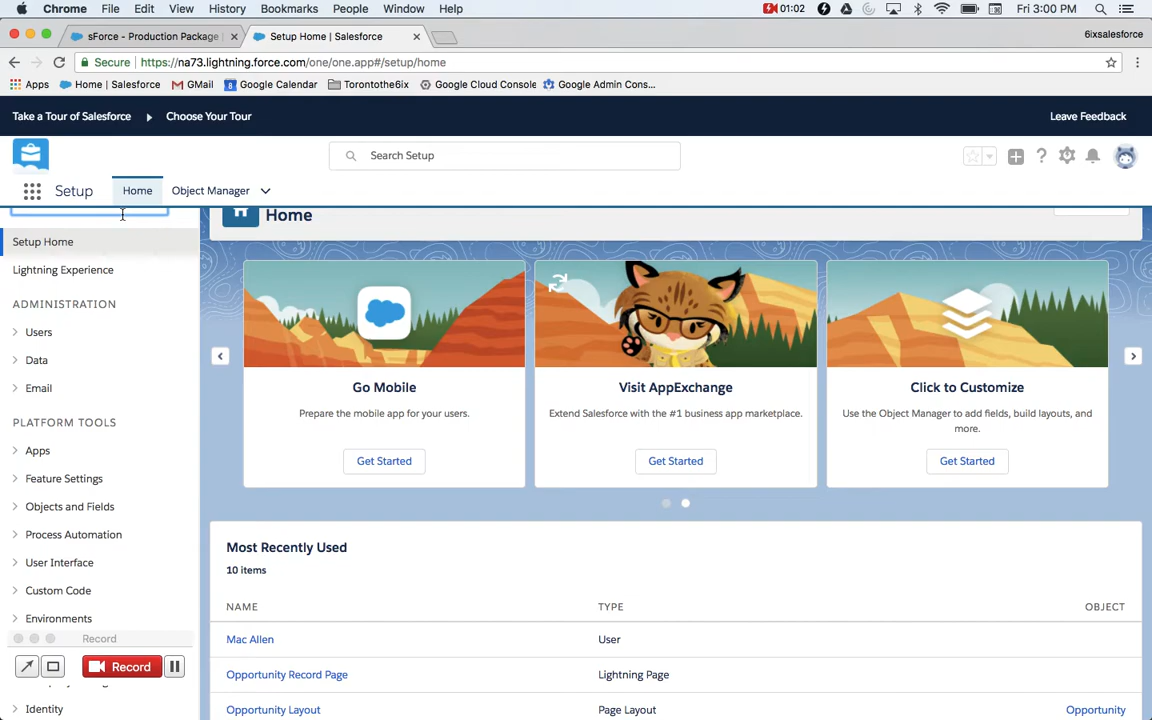 Chrome File Edit View History Bookmarks People Window Help 01:02 Fri 3:00 PM
sForce - Production Package Setup Home | Salesforce 6ixsalesforce
Secure https://na73.lightning.force.com/one/one.app#/setup/home
Apps Home | Salesforce GMail 8 Google Calendar Torontothe6ix Google Cloud Console Google Admin Cons...
Take a Tour of Salesforce Choose Your Tour Leave Feedback
Search Setup
Setup Home Object Manager
Home
Setup Home
Lightning Experience
ADMINISTRATION
Users
Data
Email
PLATFORM TOOLS
Apps
Feature Settings
Objects and Fields
Process Automation
User Interface
Custom Code
Environments
Identity
Record
Record
Go Mobile
Prepare the mobile app for your users.
Get Started
Visit AppExchange
Extend Salesforce with the #1 business app marketplace.
Get Started
Click to Customize
Use the Object Manager to add fields, build layouts, and
more.
Get Started
Most Recently Used
10 items
NAME TYPE OBJECT
Mac Allen User
Opportunity Record Page Lightning Page
Opportunity Layout Page Layout Opportunity